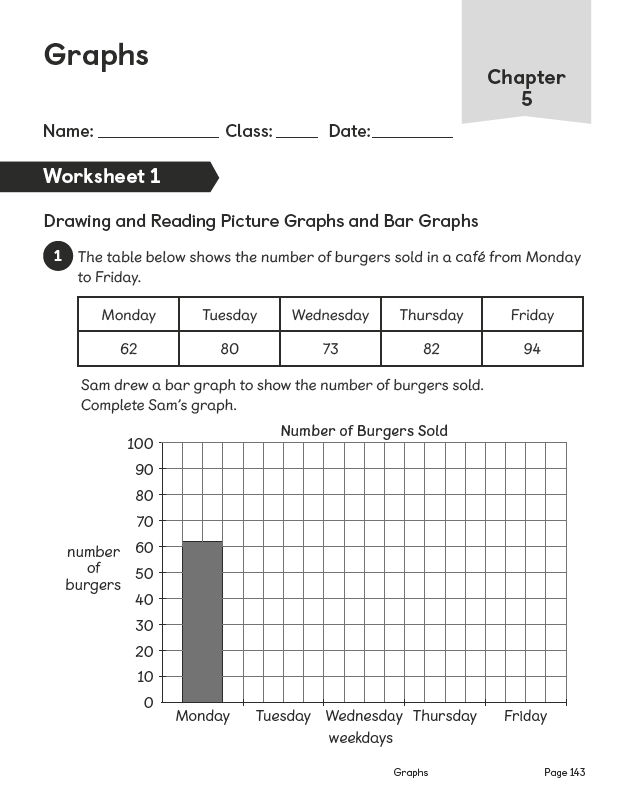 Graphs
Chapter
5
Name: ____________ Class: _____ Date: _________
Worksheet 1
Drawing and Reading Picture Graphs and Bar Graphs
1 The table below shows the number of burgers sold in a café from Monday
to Friday.
Monday Tuesday Wednesday Thursday Friday
62 80 73 82 94
Sam drew a bar graph to show the number of burgers sold.
Complete Sam's graph.
Number of Burgers Sold
100
90
80
70
60
50
40
30
20
10
0
number
of
burgers
Monday Tuesday Wednesday Thursday Friday
weekdays
Graphs Page 143